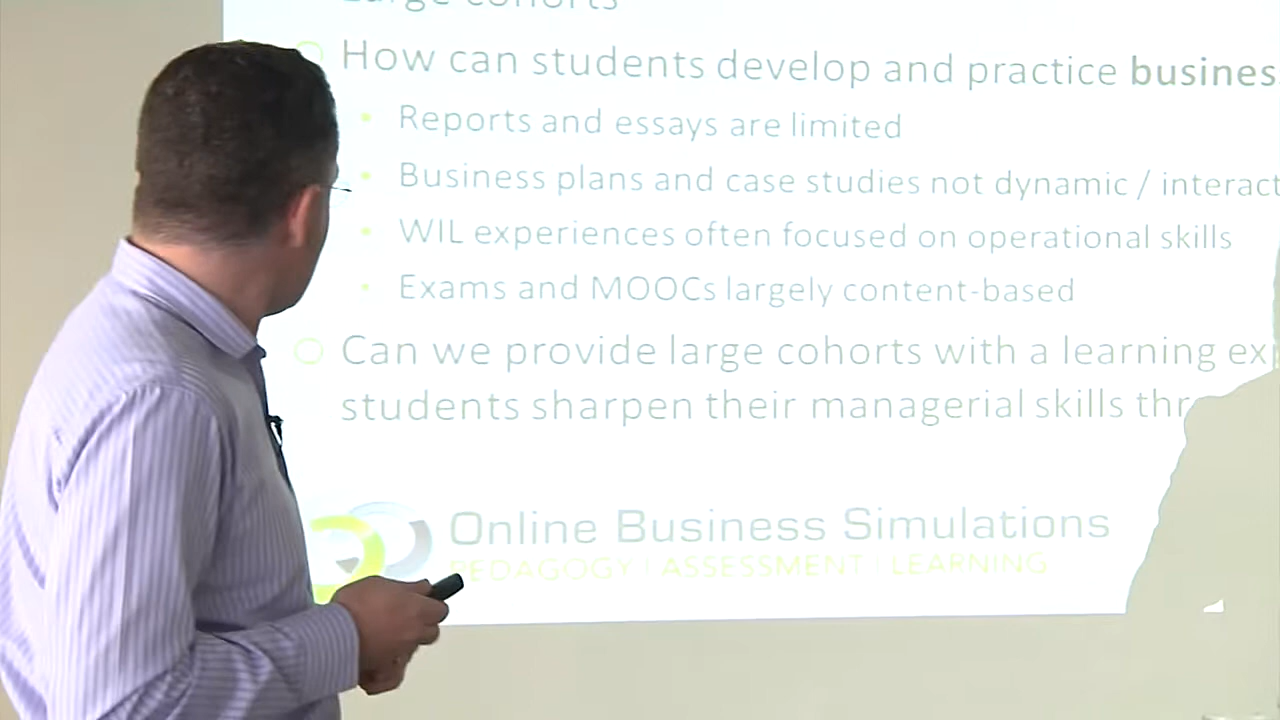 Large cohorts
How can students develop and practice busines
Reports and essays are limited
Business plans and case studies not dynamic / interact
WIL experiences often focused on operational skills
Exams and MOOCs largely content-based
Can we provide large cohorts with a learning ex
students sharpen their managerial skills thr
Online Business Simulations
PEDAGOGY | ASSESSMENT | LEARNING